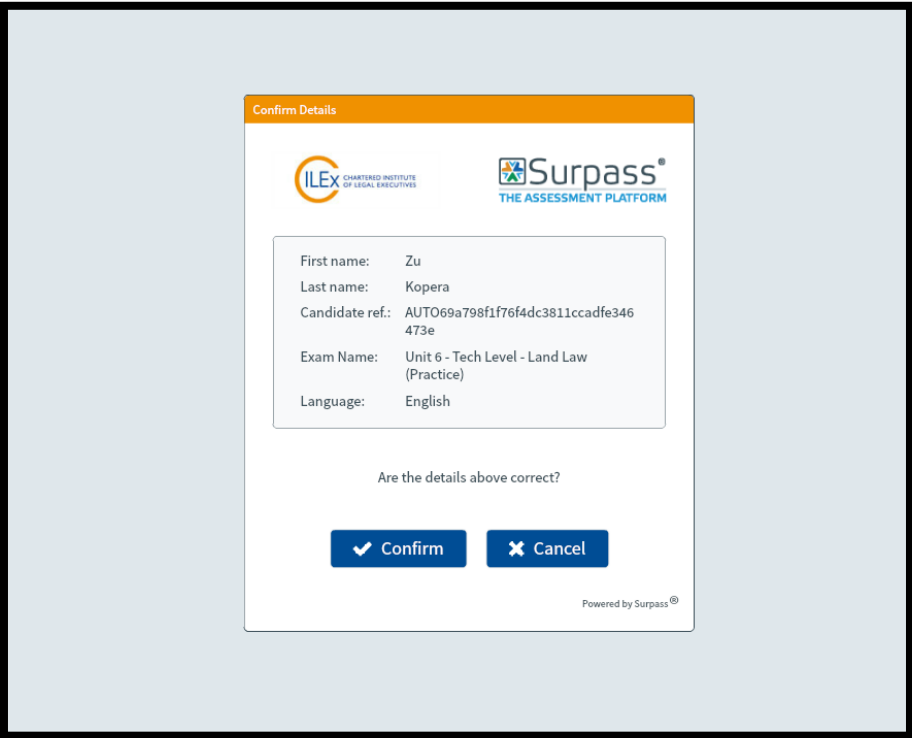 Confirm Details
ILEX CHARTERED INSTITUTE
OF LEGAL EXECUTIVES
Surpass®
THE ASSESSMENT PLATFORM
First name: Zu
Last name: Kopera
Candidate ref.: AUTO69a798f1f76f4dc3811ccadfe346
473e
Exam Name: Unit 6 - Tech Level - Land Law
(Practice)
Language: English
Are the details above correct?
Confirm Cancel
Powered by Surpass®